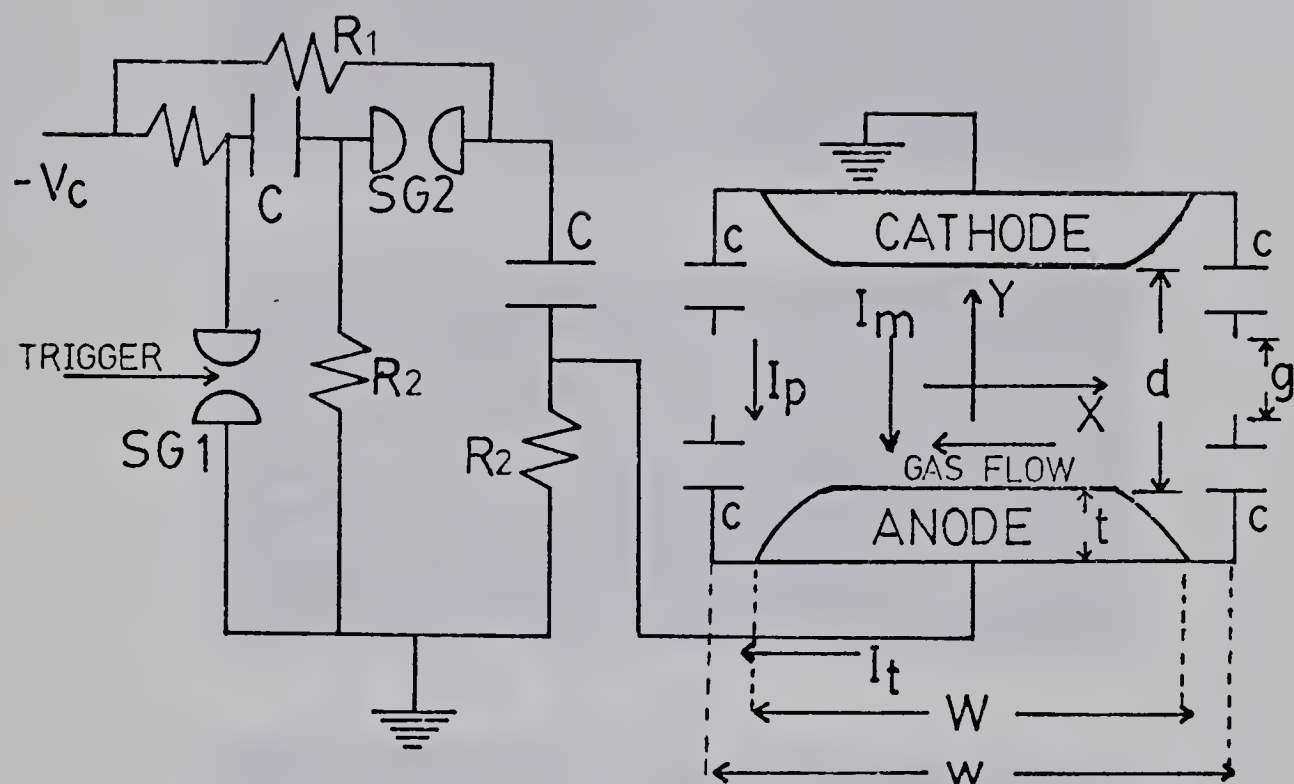 R1
-Vc
C
SG2
C
TRIGGER
SG1
R2
R2
CATHODE
c
c
Im
Y
Ip
X
d
g
GAS FLOW
c
ANODE
t
c
It
W
w